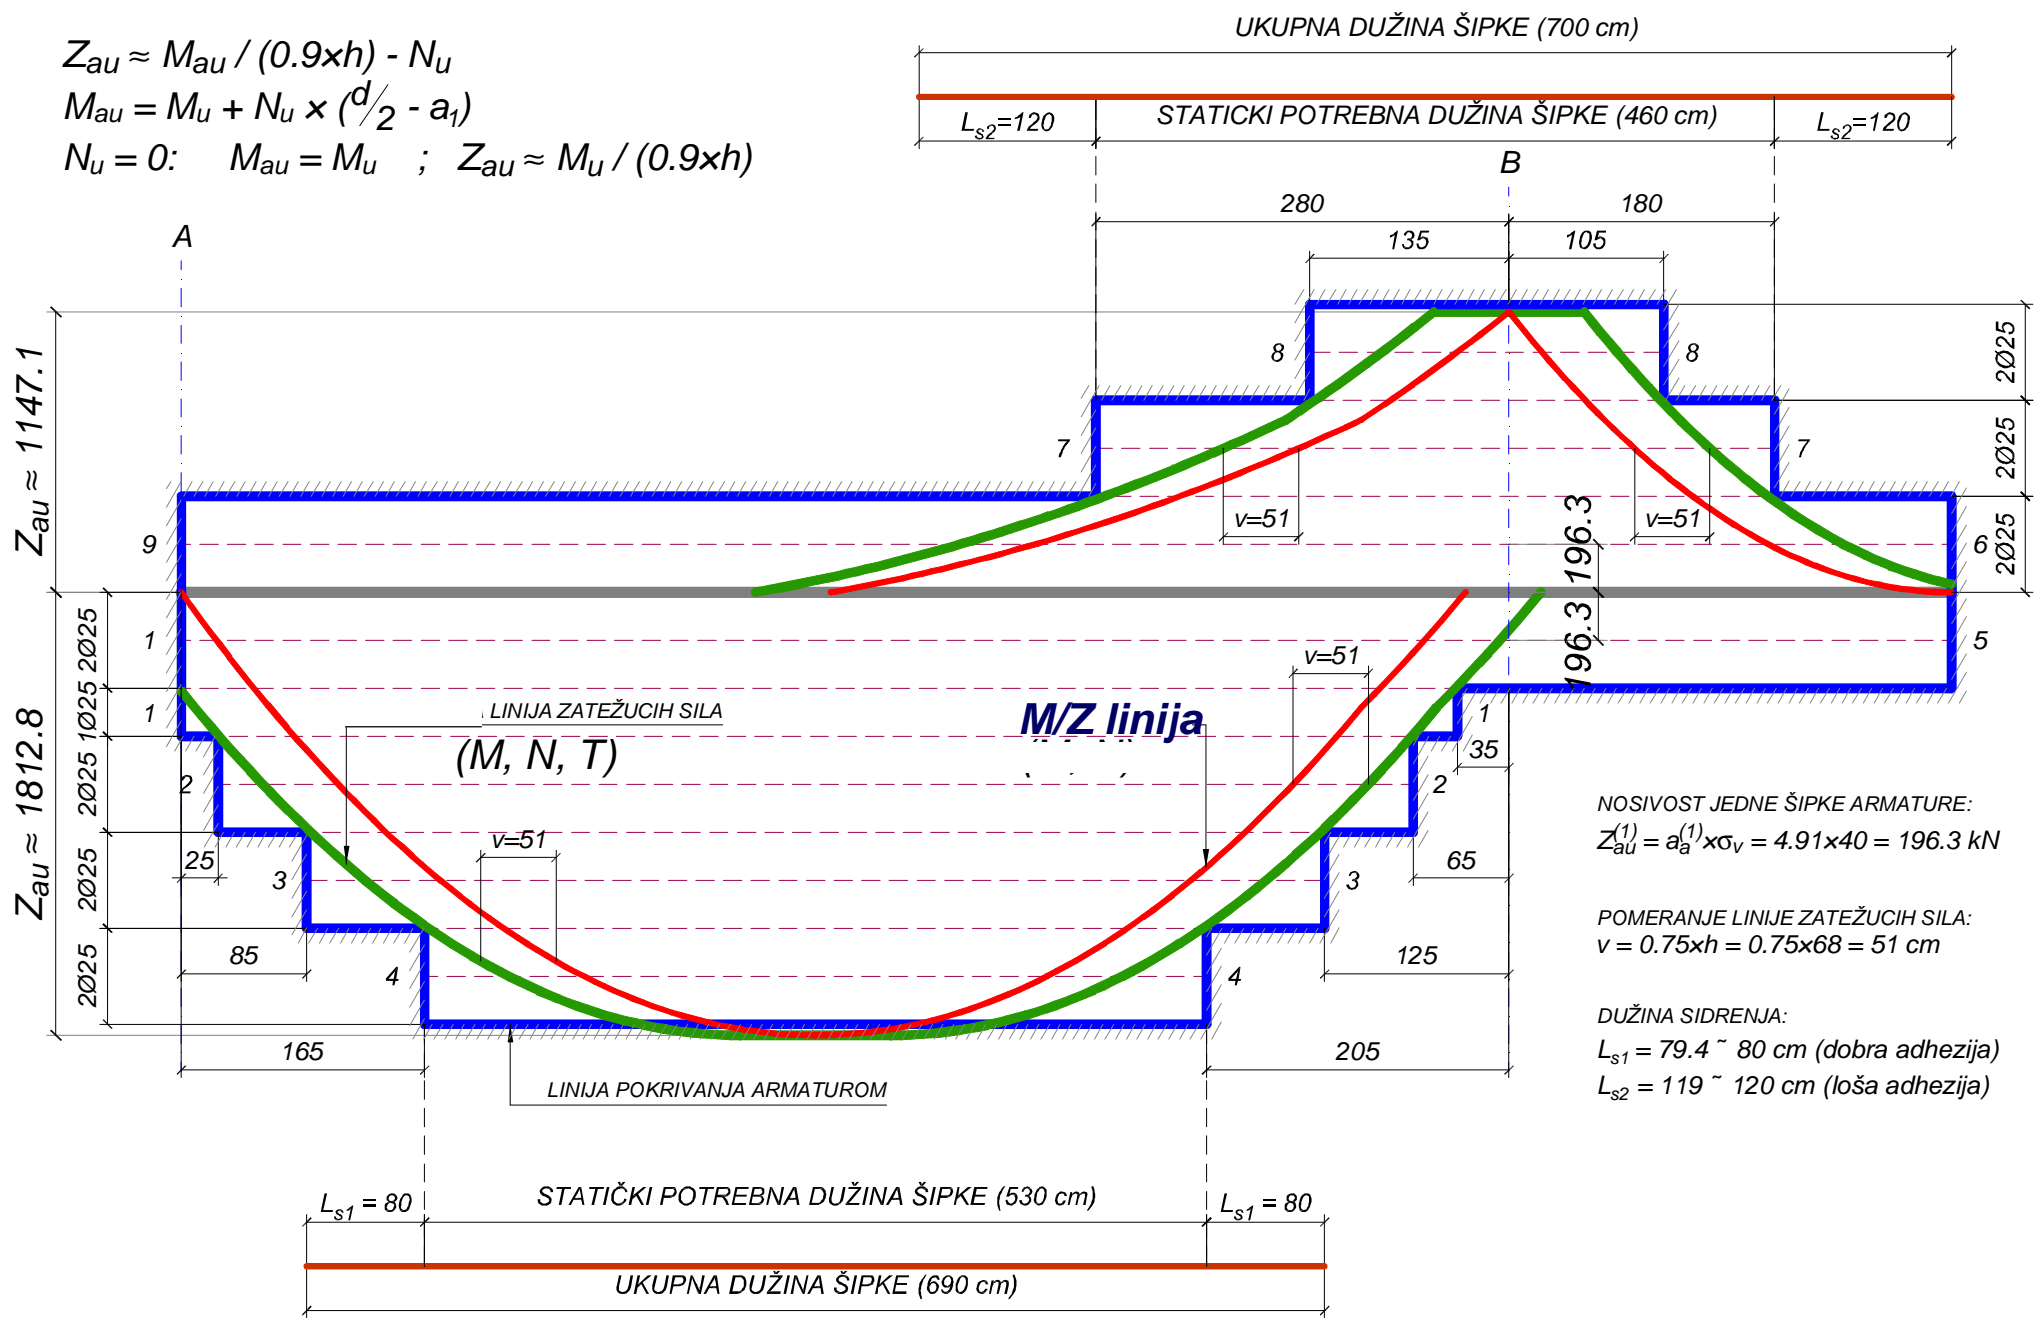 UKUPNA DUŽINA ŠIPKE (700 cm)
Zau ≈ Mau / (0.9×h) - Nu
Mau = Mu + Nu × (d/2 - a1)
Nu = 0: Mau = Mu ; Zau ≈ Mu / (0.9×h)
Ls2=120
STATICKI POTREBNA DUŽINA ŠIPKE (460 cm)
Ls2=120
B
280
180
A
135
105
8
8
7
7
v=51
v=51
9
6
196.3
196.3
2Ø25
2Ø25
2Ø25
Zau ≈ 1147.1
Zau ≈ 1812.8
2Ø25
1Ø25
2Ø25
2Ø25
2Ø25
1
5
v=51
1
LINIJA ZATEŽUCIH SILA
(M, N, T)
M/Z linija
1
35
2
2
25
v=51
65
3
3
85
125
4
4
165
205
LINIJA POKRIVANJA ARMATUROM
NOSIVOST JEDNE ŠIPKE ARMATURE:
Zau(1) = aa(1)×σv = 4.91×40 = 196.3 kN
POMERANJE LINIJE ZATEŽUCIH SILA:
v = 0.75×h = 0.75×68 = 51 cm
DUŽINA SIDRENJA:
Ls1 = 79.4 ~ 80 cm (dobra adhezija)
Ls2 = 119 ~ 120 cm (loša adhezija)
Ls1 = 80
STATIČKI POTREBNA DUŽINA ŠIPKE (530 cm)
Ls1 = 80
UKUPNA DUŽINA ŠIPKE (690 cm)